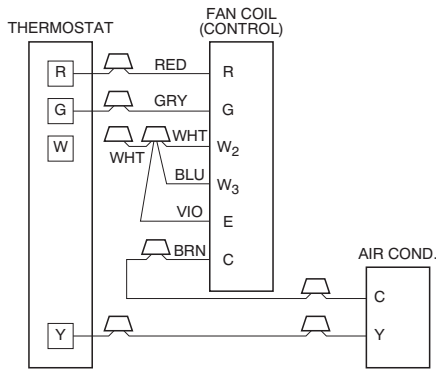 THERMOSTAT
FAN COIL
(CONTROL)
R RED R
G GRY G
W WHT WHT W2
BLU W3
VIO E
BRN C
AIR COND.
C
Y Y